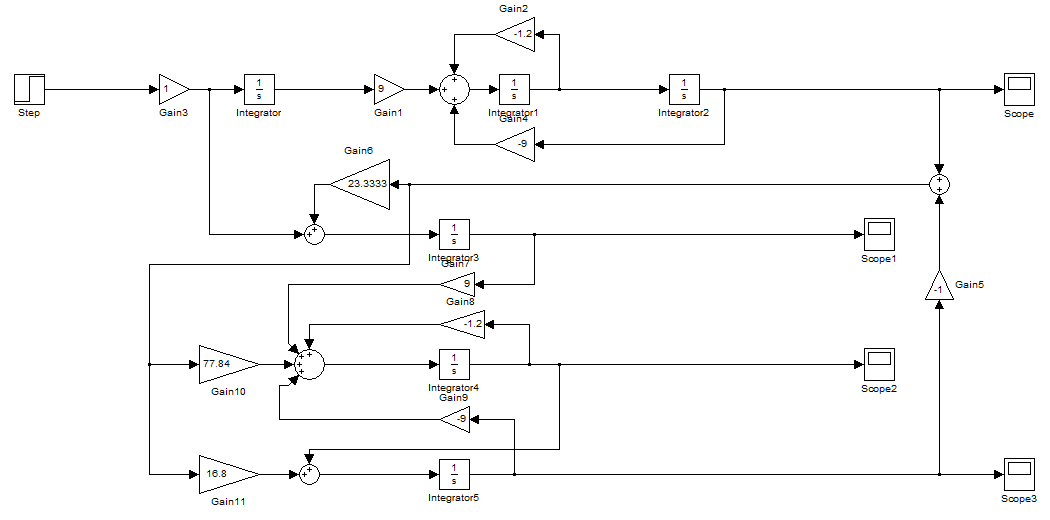 Gain2
-1.2
Step
1
Gain3
1
s
Integrator
9
Gain1
+
+
+
1
s
Integrator1
1
s
Integrator2
Scope
Gain4
-9
Gain6
23.3333
+
+
+
+
1
s
Integrator3
Scope1
Gain7
9
Gain5
-1
Gain8
-1.2
77.84
Gain10
+
+
+
+
1
s
Integrator4
Scope2
Gain9
-9
16.8
Gain11
+
+
1
s
Integrator5
Scope3